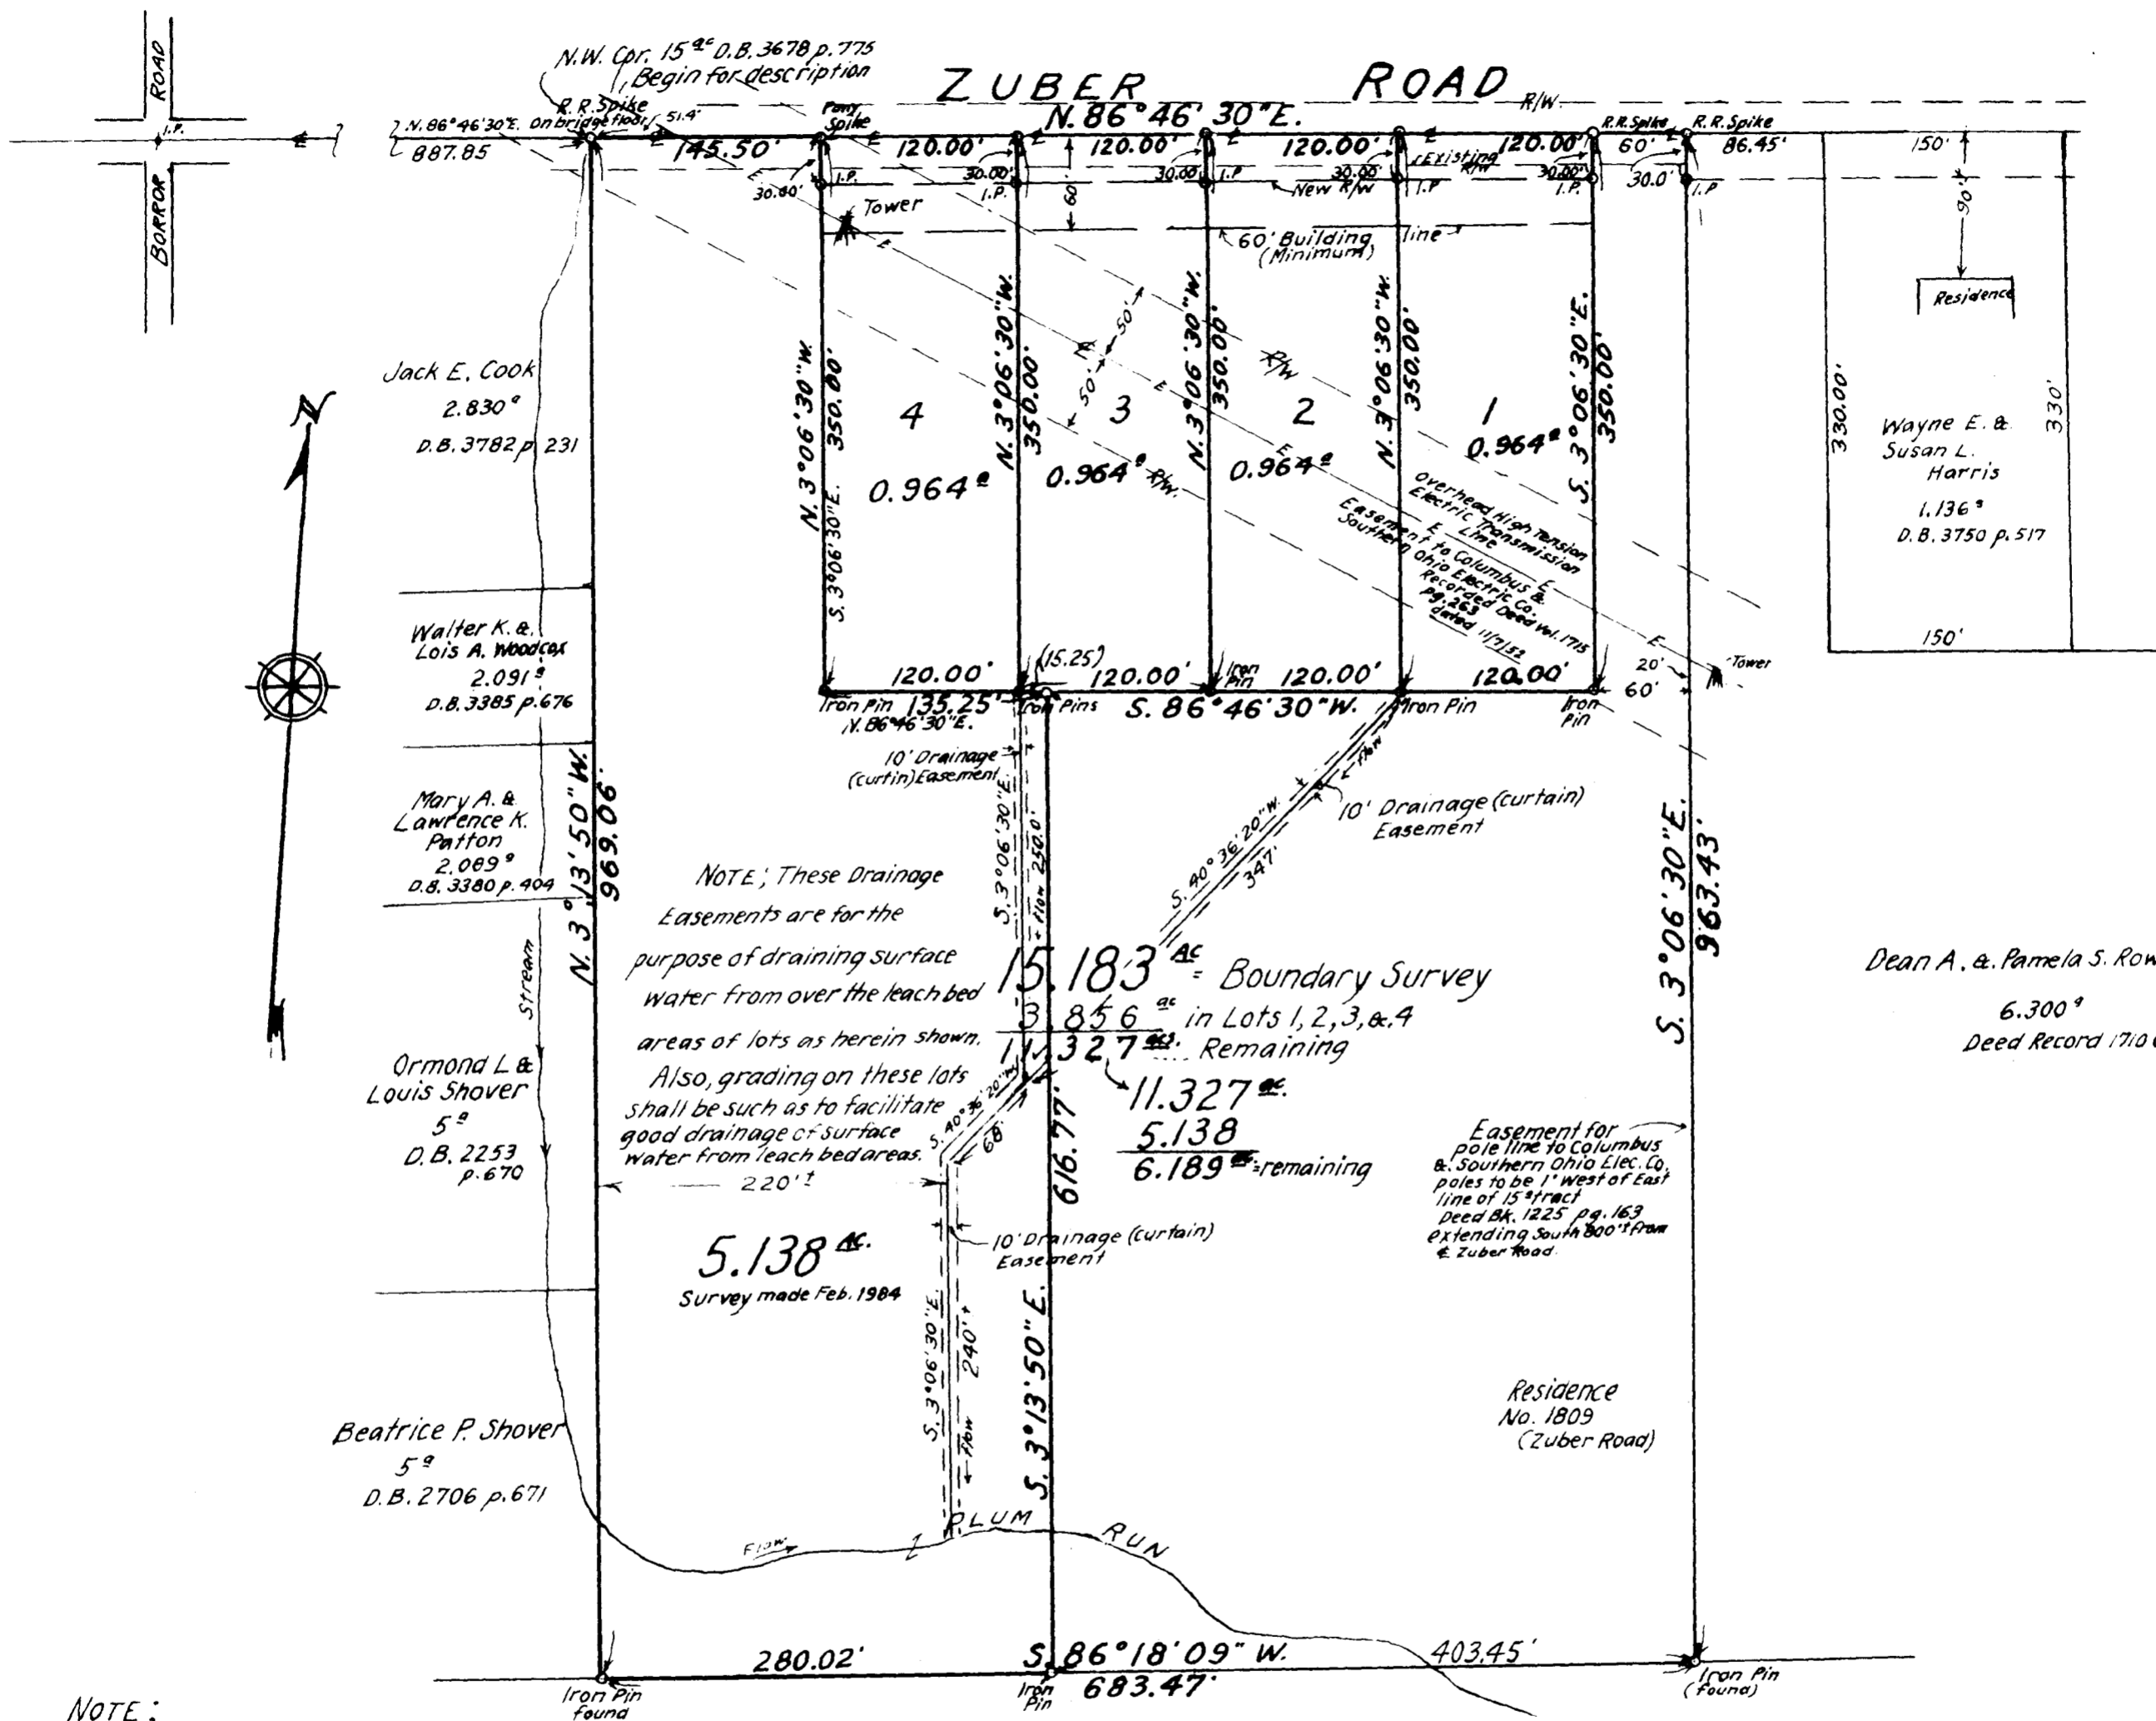 ROAD
BORROR
I.P.
N.W. Cor. 15ac D.B. 3678 p. 775
Begin for description
ZUBER ROAD
R/W
R.R. Spike
On bridge floor
51.4'
N. 86°46'30"E.
887.85
Pony
Spike
N. 86°46'30"E.
R.R. Spike
R.R. Spike
145.50'
120.00'
120.00'
120.00'
120.00'
60'
86.45'
150'
30.00'
I.P.
30.00'
I.P.
30.00'
I.P
30.00'
I.P
30.00'
I.P.
30.0'
I.P
Existing
R/W
New R/W
60'
90'
Tower
60' Building line
(Minimum)
Residence
Jack E. Cook
2.830a
D.B. 3782 p. 231
N. 3°06'30"W.
350.00'
S. 3°06'30"E.
N. 3°06'30"W.
350.00'
N. 3°06'30"W.
350.00'
N. 3°06'30"W.
350.00'
S. 3°06'30"E.
350.00'
50'
50'
R/W
R/W
4
0.964a
3
0.964a
2
0.964a
1
0.964a
330.00'
330'
Wayne E. &
Susan L.
Harris
1.136a
D.B. 3750 p. 517
150'
Overhead High Tension
Electric Transmission
Line
Easement to Columbus &
Southern Ohio Electric Co.
Recorded Deed Vol. 1715
pg. 263
dated 11/7/52
Walter K. &
Lois A. Woodcox
2.091a
D.B. 3385 p. 676
Tower
20'
60'
120.00'
(15.25')
120.00'
Iron
Pin
120.00'
120.00'
Iron Pin
135.25'
Iron Pins
S. 86°46'30"W.
Iron Pin
Iron
Pin
N. 86°46'30"E.
10' Drainage
(curtin) Easement
S. 3°06'30"E.
Flow 250.0'
Flow
S. 40°36'20"W.
347'
10' Drainage (curtain)
Easement
Mary A. &
Lawrence K.
Patton
2.089a
D.B. 3380 p. 404
N. 3°13'50"W.
969.06'
S. 3°06'30"E.
963.43'
Stream
NOTE; These Drainage
Easements are for the
purpose of draining surface
water from over the leach bed
areas of lots as herein shown.
Also, grading on these lots
shall be such as to facilitate
good drainage of surface
water from leach bed areas.
15.183 AC = Boundary Survey
3.856 ac in Lots 1, 2, 3, & 4
11.327 acs. Remaining
11.327 ac.
5.138
6.189 ac = remaining
Dean A. & Pamela S. Row
6.300a
Deed Record 1710
Ormond L &
Louis Shover
5a
D.B. 2253
p. 670
S. 40°36'20"W
68'
220'±
616.77'
S. 3°13'50"E.
Easement for
pole line to Columbus
& Southern Ohio Elec. Co.
poles to be 1' West of East
line of 15a tract
Deed Bk. 1225 pg. 163
extending South 800'± from
℄ Zuber Road.
10' Drainage (curtain)
Easement
5.138 AC.
Survey made Feb. 1984
S. 3°06'30"E.
240'±
Flow
Residence
No. 1809
(Zuber Road)
Beatrice P. Shover
5a
D.B. 2706 p. 671
Flow
PLUM RUN
280.02'
S. 86°18'09" W.
403.45'
683.47'
Iron Pin
found
Iron
Pin
Iron Pin
(found)
NOTE: